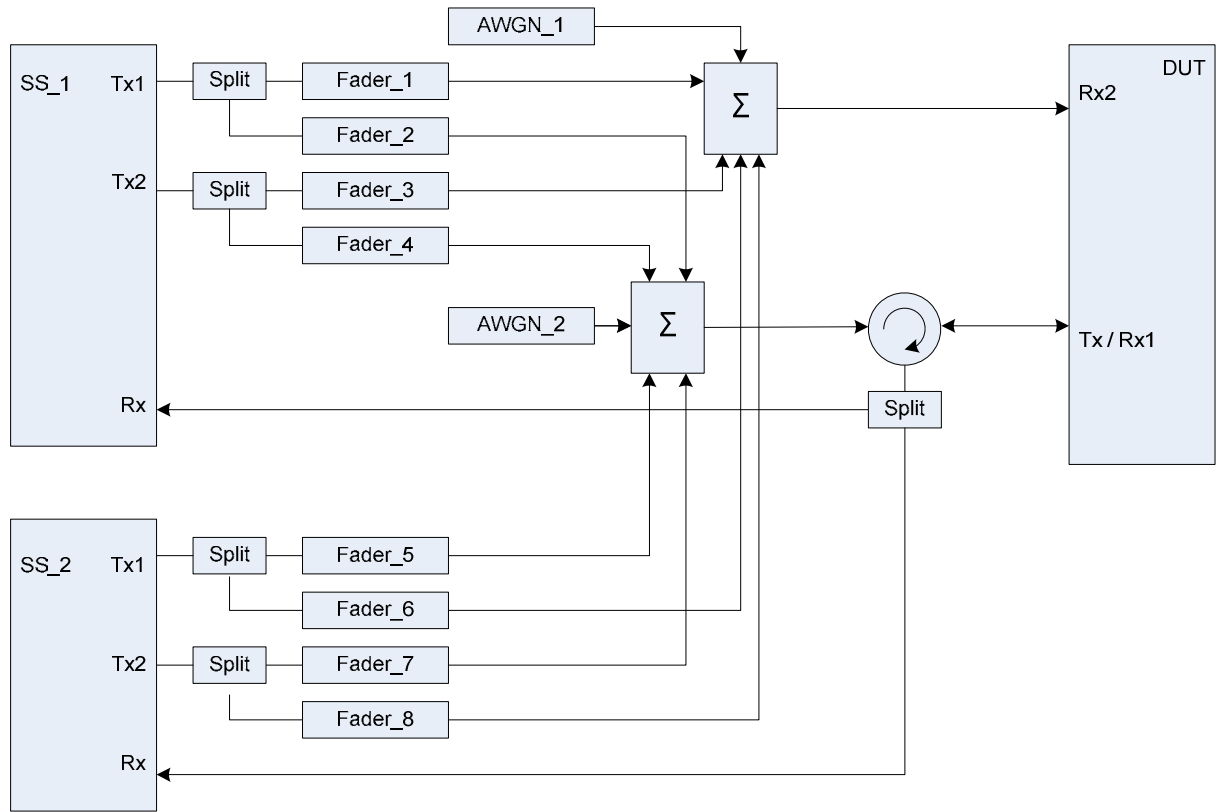 AWGN_1
SS_1
Tx1
Split
Fader_1
Σ
DUT
Rx2
Fader_2
Tx2
Split
Fader_3
Fader_4
AWGN_2
Σ
Tx / Rx1
Rx
Split
SS_2
Tx1
Split
Fader_5
Fader_6
Tx2
Split
Fader_7
Fader_8
Rx